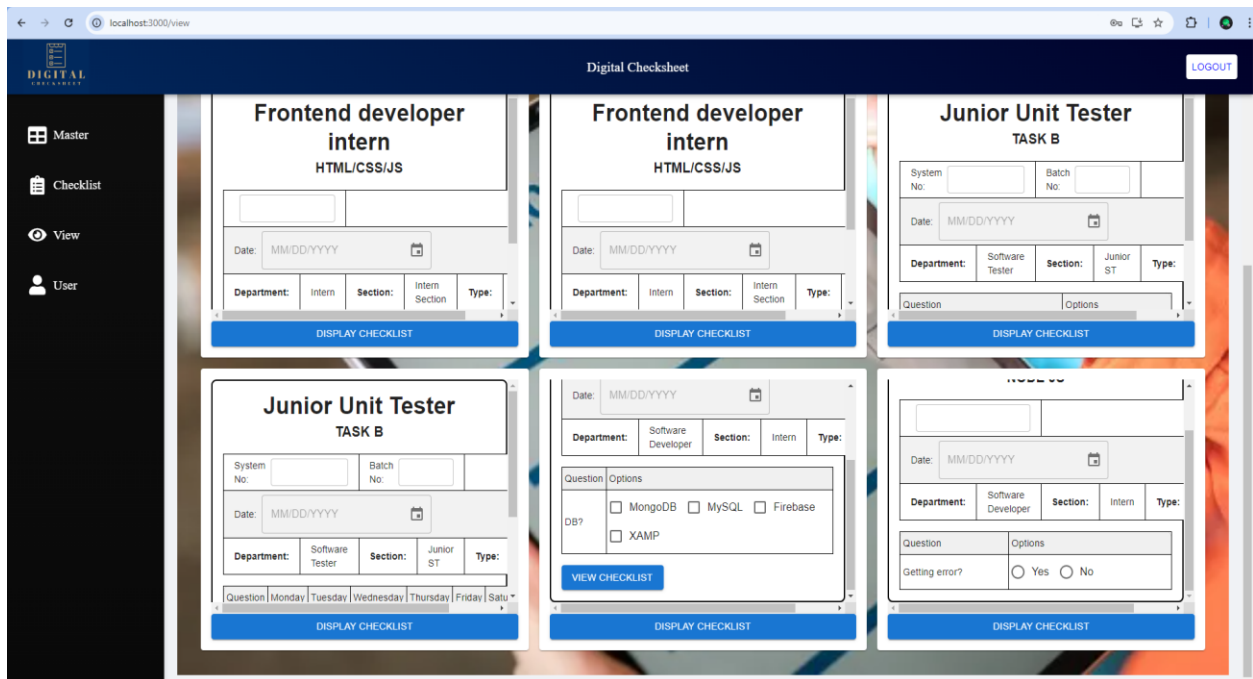 localhost:3000/view
DIGITAL
CHECKSHEET
Digital Checksheet
LOGOUT
Master
Checklist
View
User
Frontend developer
intern
HTML/CSS/JS
Date: MM/DD/YYYY
Department: Intern Section: Intern Section Type:
DISPLAY CHECKLIST
Frontend developer
intern
HTML/CSS/JS
Date: MM/DD/YYYY
Department: Intern Section: Intern Section Type:
DISPLAY CHECKLIST
Junior Unit Tester
TASK B
System No: Batch No:
Date: MM/DD/YYYY
Department: Software Tester Section: Junior ST Type:
Question Options
DISPLAY CHECKLIST
Junior Unit Tester
TASK B
System No: Batch No:
Date: MM/DD/YYYY
Department: Software Tester Section: Junior ST Type:
Question Monday Tuesday Wednesday Thursday Friday Satu
DISPLAY CHECKLIST
Date: MM/DD/YYYY
Department: Software Developer Section: Intern Type:
Question Options
DB? MongoDB MySQL Firebase
XAMP
VIEW CHECKLIST
DISPLAY CHECKLIST
Date: MM/DD/YYYY
Department: Software Developer Section: Intern Type:
Question Options
Getting error? Yes No
DISPLAY CHECKLIST